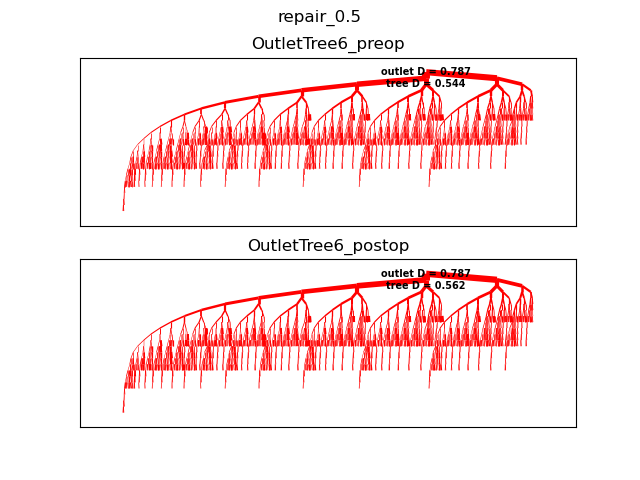 repair_0.5
OutletTree6_preop
outlet D = 0.787
tree D = 0.544
OutletTree6_postop
outlet D = 0.787
tree D = 0.562